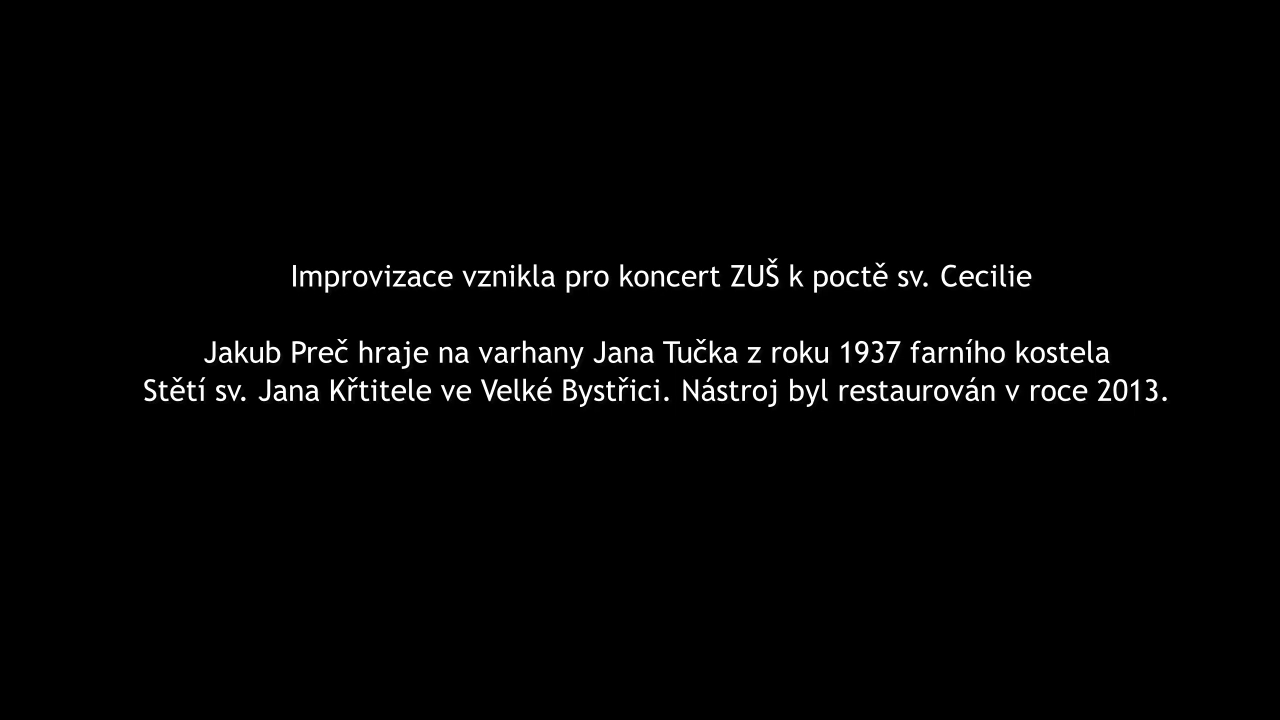 Improvizace vznikla pro koncert ZUŠ k poctě sv. Cecilie
Jakub Preč hraje na varhany Jana Tučka z roku 1937 farního kostela
Stětí sv. Jana Křtitele ve Velké Bystřici. Nástroj byl restaurován v roce 2013.